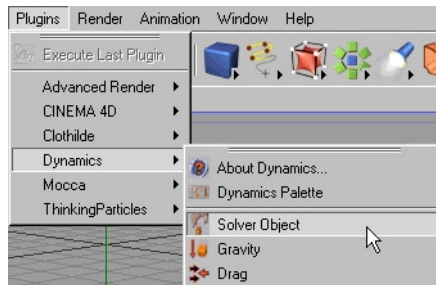 Plugins Render Animation Window Help
Execute Last Plugin
Advanced Render
CINEMA 4D
Clothilde
Dynamics
Mocca
ThinkingParticles
About Dynamics...
Dynamics Palette
Solver Object
Gravity
Drag